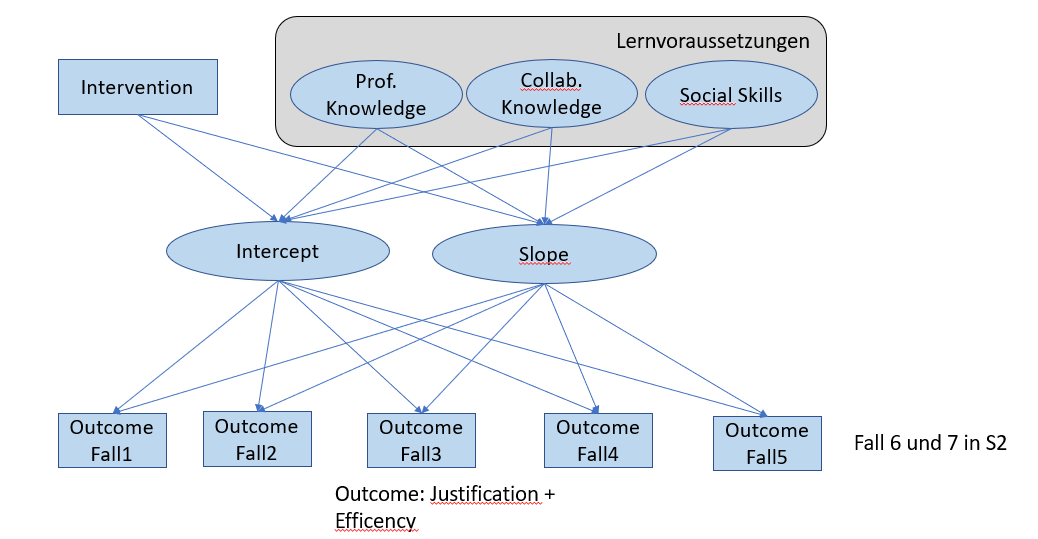 Lernvoraussetzungen
Intervention
Prof.
Knowledge
Collab.
Knowledge
Social Skills
Intercept
Slope
Outcome
Fall1
Outcome
Fall2
Outcome
Fall3
Outcome
Fall4
Outcome
Fall5
Fall 6 und 7 in S2
Outcome: Justification +
Efficency